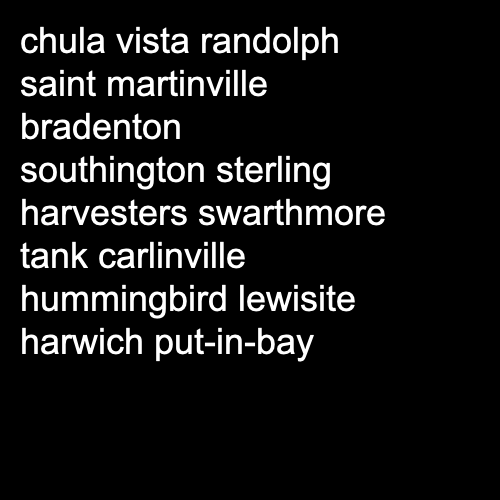 chula vista randolph
saint martinville
bradenton
southington sterling
harvesters swarthmore
tank carlinville
hummingbird lewisite
harwich put-in-bay